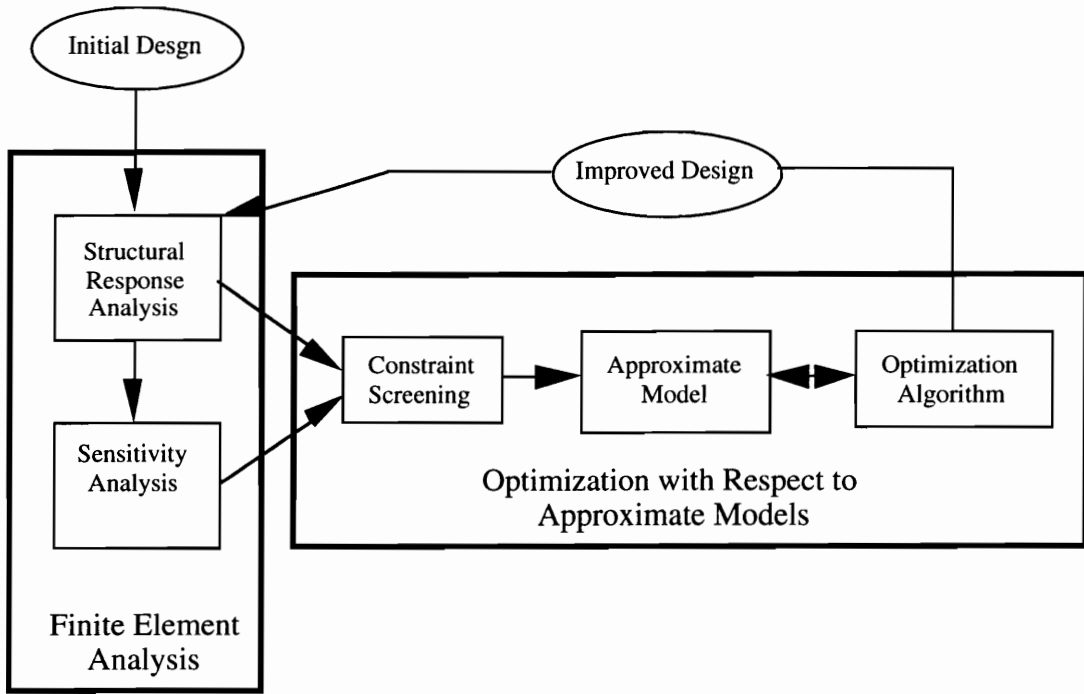 Initial Desgn
Improved Design
Structural
Response
Analysis
Constraint
Screening
Approximate
Model
Optimization
Algorithm
Sensitivity
Analysis
Optimization with Respect to
Approximate Models
Finite Element
Analysis